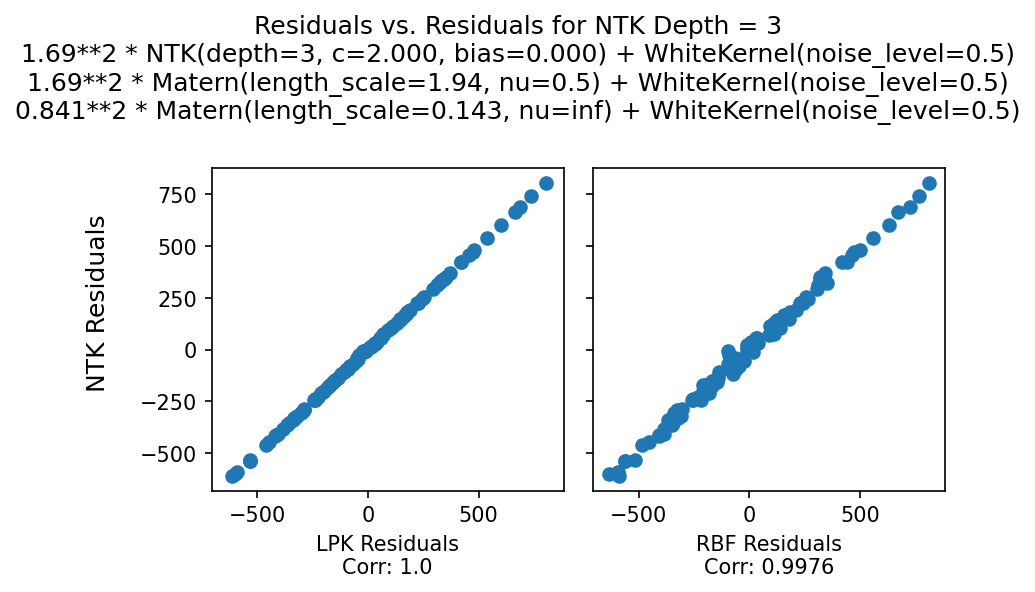 Residuals vs. Residuals for NTK Depth = 3
1.69**2 * NTK(depth=3, c=2.000, bias=0.000) + WhiteKernel(noise_level=0.5)
1.69**2 * Matern(length_scale=1.94, nu=0.5) + WhiteKernel(noise_level=0.5)
0.841**2 * Matern(length_scale=0.143, nu=inf) + WhiteKernel(noise_level=0.5)
NTK Residuals
750
500
250
0
−250
−500
−500 0 500
LPK Residuals
Corr: 1.0
−500 0 500
RBF Residuals
Corr: 0.9976